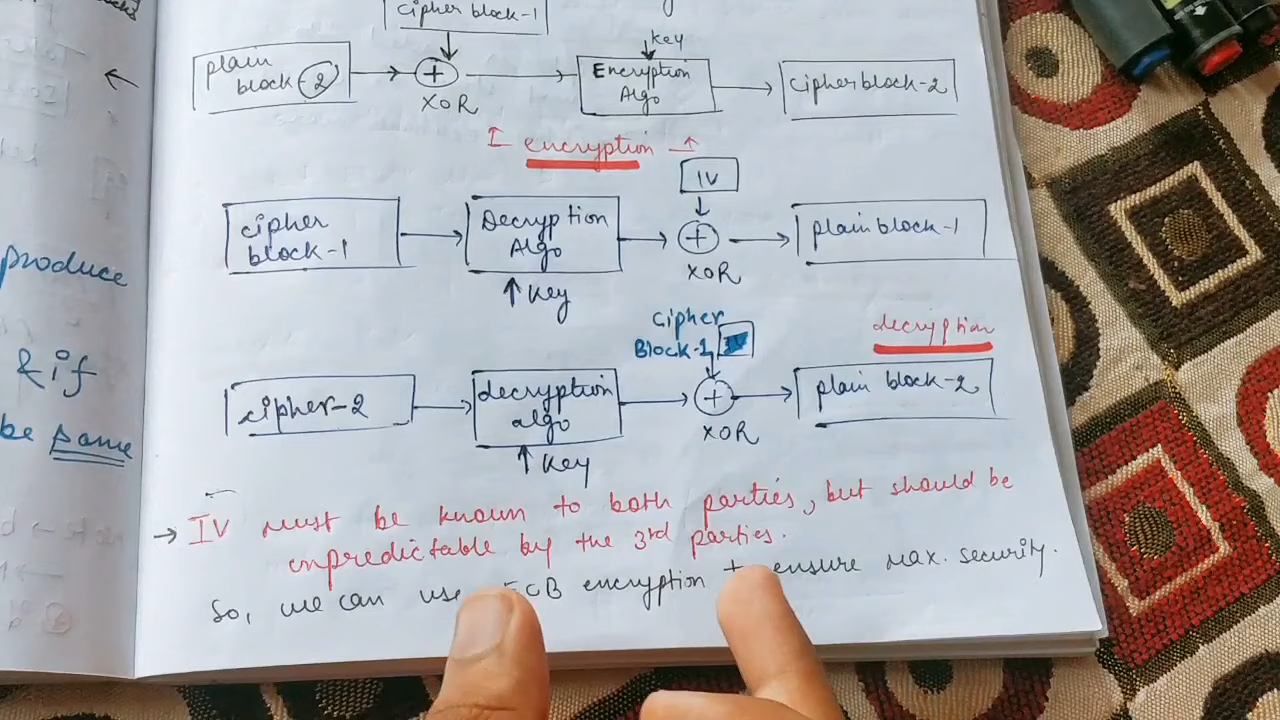 cipher block-1
key
plain block 2
+
Encryption Algo
cipher block-2
XOR
encryption
IV
cipher block-1
Decryption Algo
+
plain block-1
XOR
Key
produce
cipher Block-1
decryption
& if
cipher-2
decryption algo
+
plain block-2
XOR
be same
Key
→ IV must be known to both parties, but should be
unpredictable by the 3rd parties.
So, we can use ECB encryption to ensure max. security.